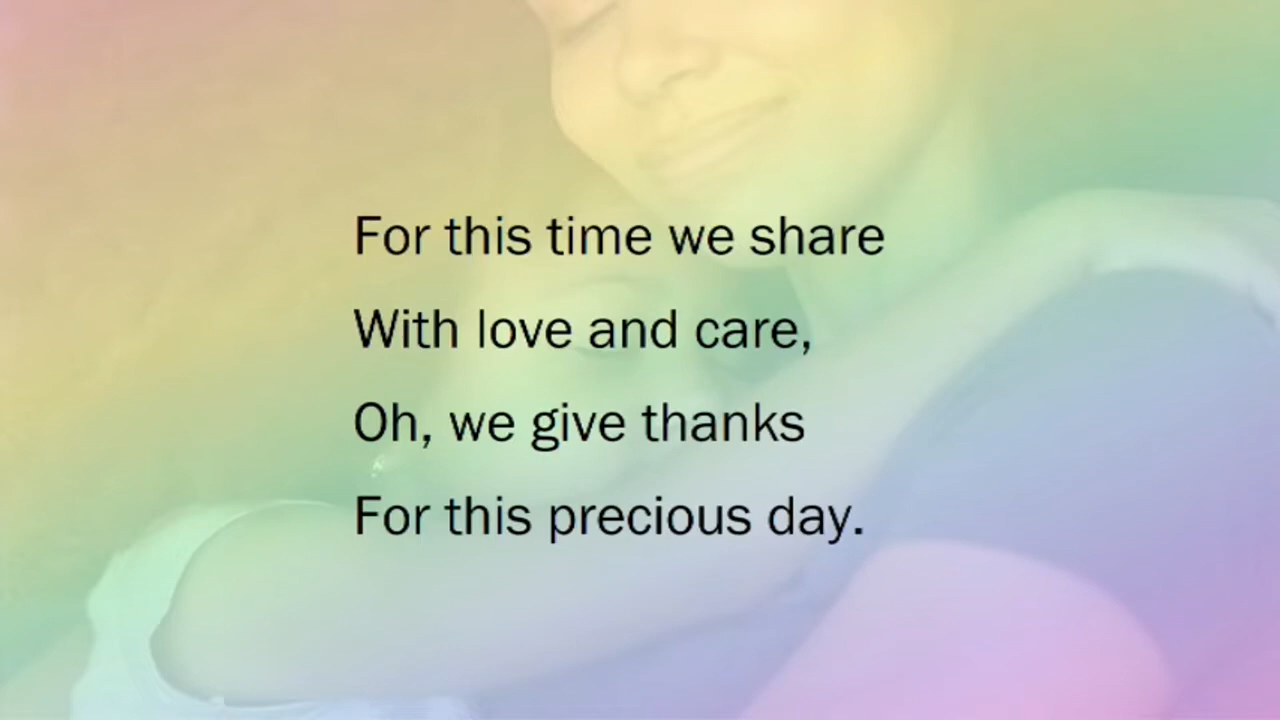 For this time we share
With love and care,
Oh, we give thanks
For this precious day.